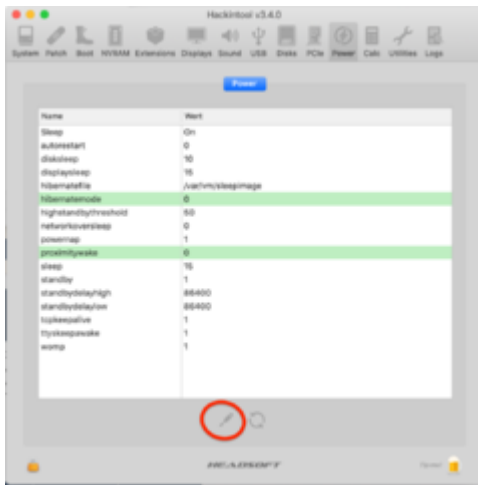 Hackintool v3.4.0
System Patch Boot NVRAM Extensions Displays Sound USB Disks PCIe Power Calc Utilities Logs
Power
Name Wert
Sleep On
autorestart 0
disksleep 10
displaysleep 15
hibernatefile /var/vm/sleepimage
hibernatemode 0
highstandbythreshold 50
networkoversleep 0
powernap 1
proximitywake 0
sleep 15
standby 1
standbydelayhigh 86400
standbydelaylow 86400
tcpkeepalive 1
ttyskeepawake 1
womp 1
HEADSOFT